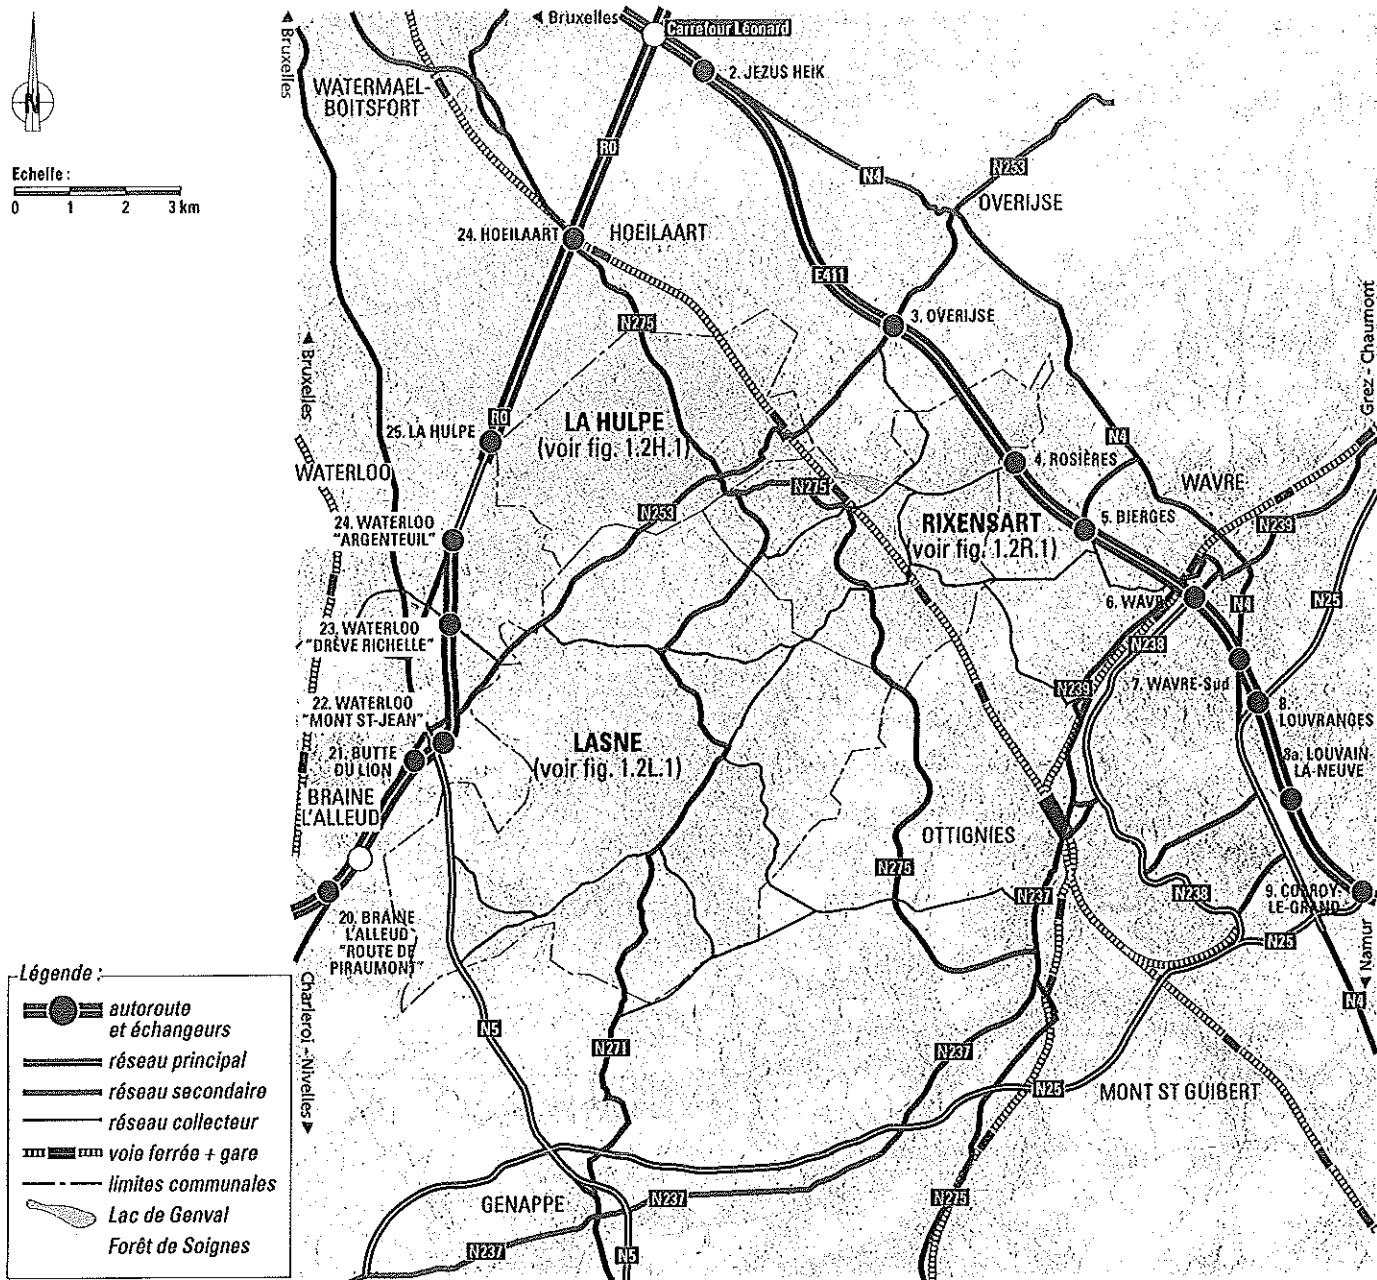 ◄ Bruxelles
◄ Bruxelles
Carrefour Léonard
2. JEZUS HEIK
WATERMAEL-
BOITSFORT
N
Echelle :
0 1 2 3 km
R0
N4
N253
OVERIJSE
24. HOEILAART
HOEILAART
E411
Grez - Chaumont
N275
3. OVERIJSE
◄ Bruxelles
R0
25. LA HULPE
LA HULPE
(voir fig. 1.2H.1)
N4
4. ROSIÈRES
WATERLOO
WAVRE
N275
N253
24. WATERLOO
"ARGENTEUIL"
RIXENSART
(voir fig. 1.2R.1)
5. BIERGES
N239
6. WAVRE
N4
N25
23. WATERLOO
"DRÈVE RICHELLE"
N238
N239
7. WAVRE-Sud
22. WATERLOO
"MONT ST-JEAN"
8.
LOUVRANGES
21. BUTTE
DU LION
LASNE
(voir fig. 1.2L.1)
8a. LOUVAIN-
LA-NEUVE
BRAINE
L'ALLEUD
OTTIGNIES
N275
N237
N238
9. CORROY-
LE-GRAND
20. BRAINE
L'ALLEUD
"ROUTE DE
PIRAUMONT"
N25
◄ Namur
N4
Charleroi - Nivelles ►
N5
N271
N237
N25
MONT ST GUIBERT
GENAPPE
N237
N275
N237
N5
Légende :
autoroute
et échangeurs
réseau principal
réseau secondaire
réseau collecteur
voie ferrée + gare
limites communales
Lac de Genval
Forêt de Soignes